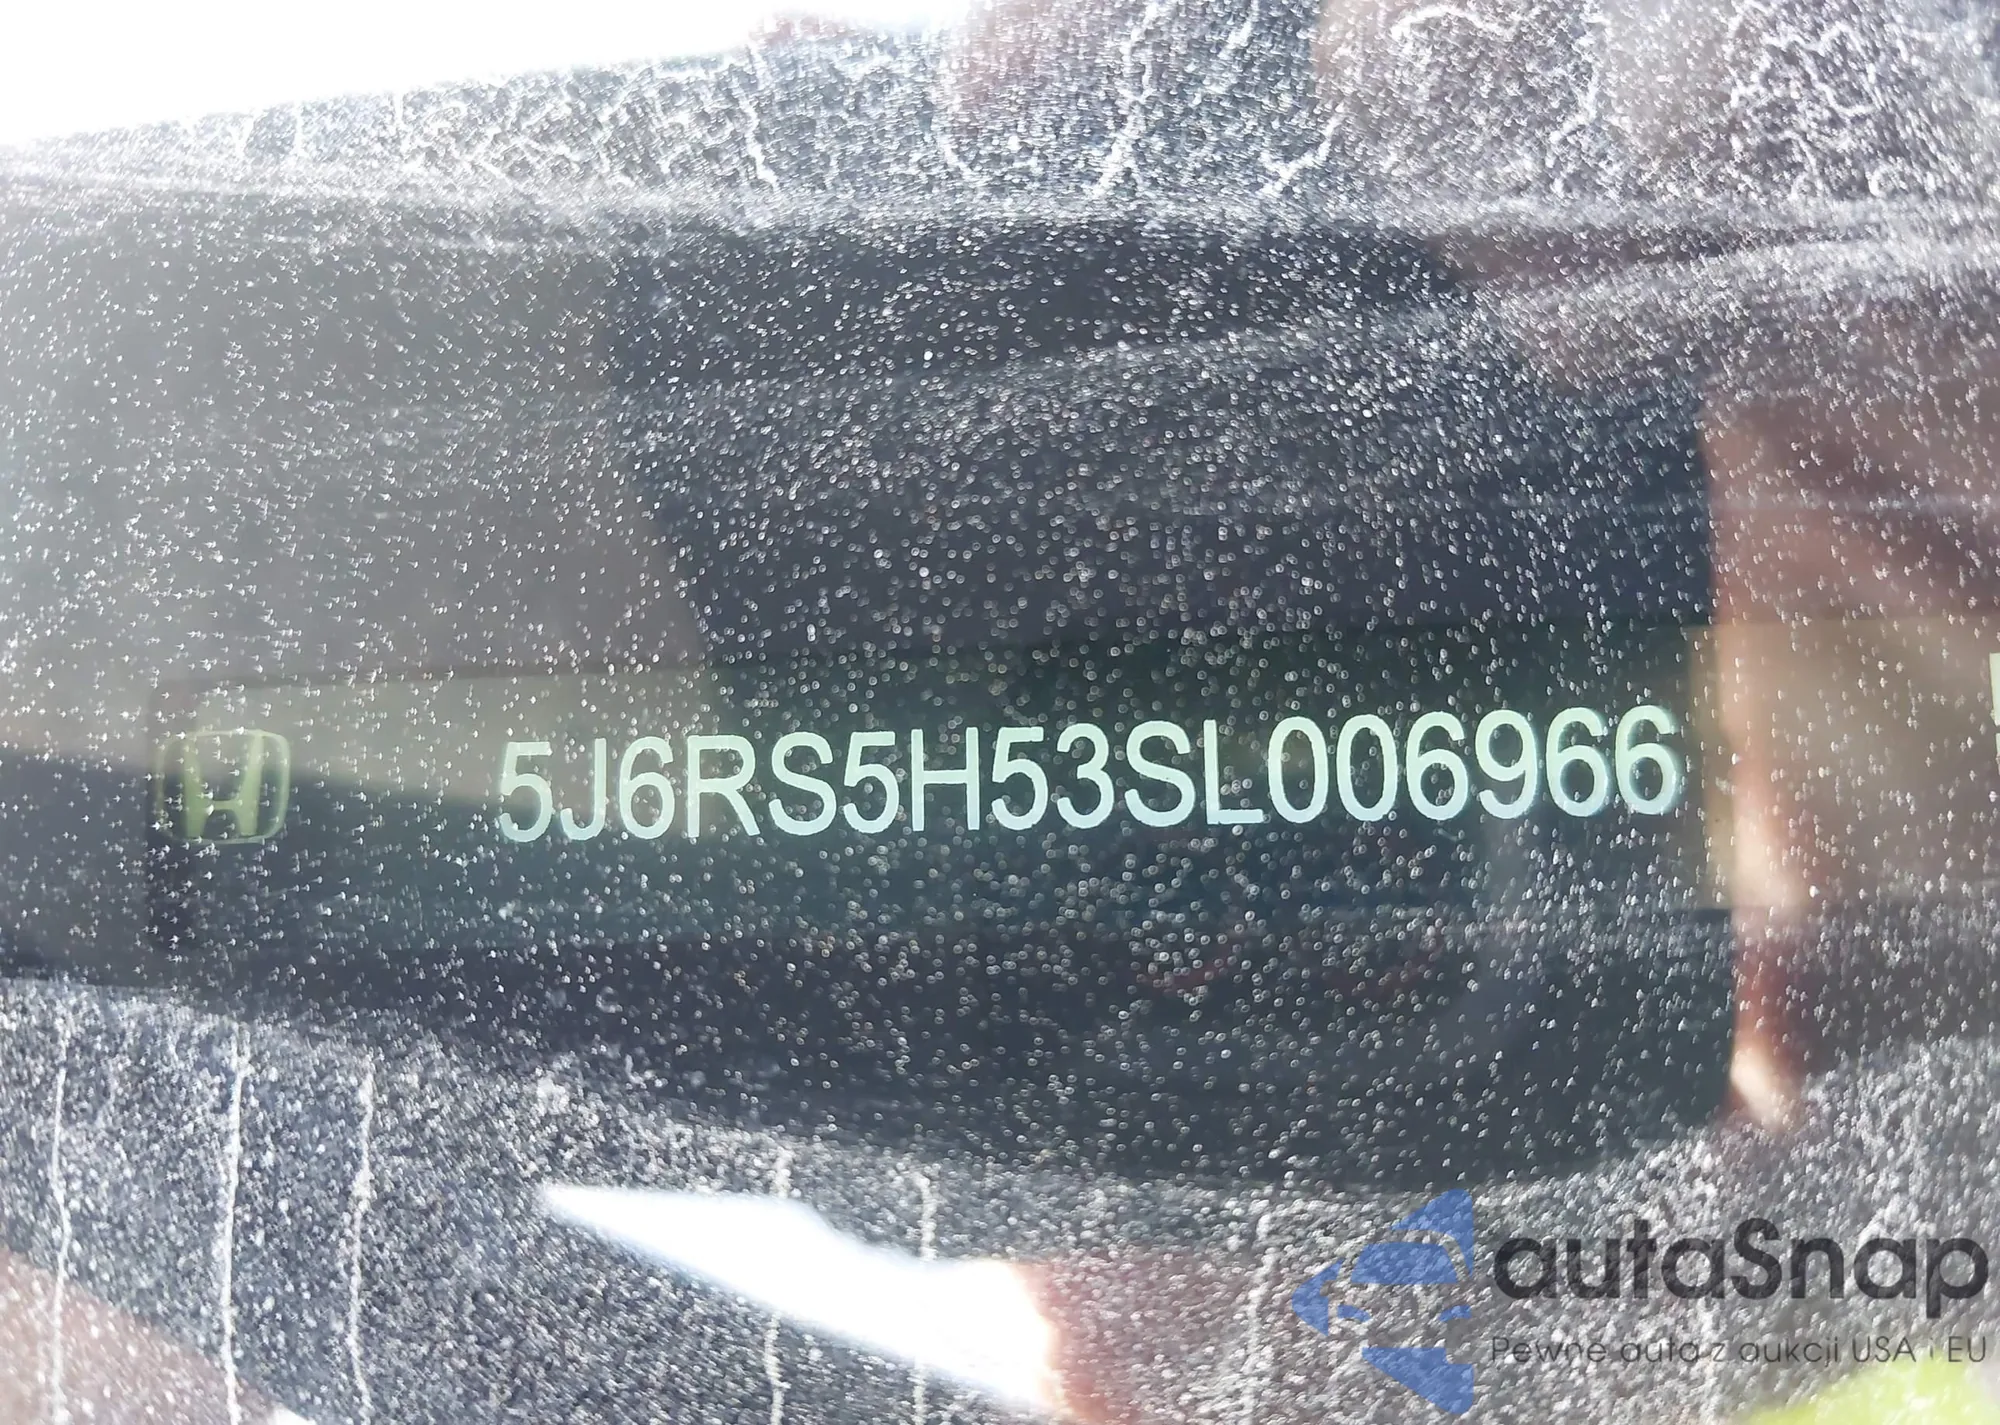 5J6RS5H53SL006966
autaSnap
Pewne auta z aukcji USA i EU